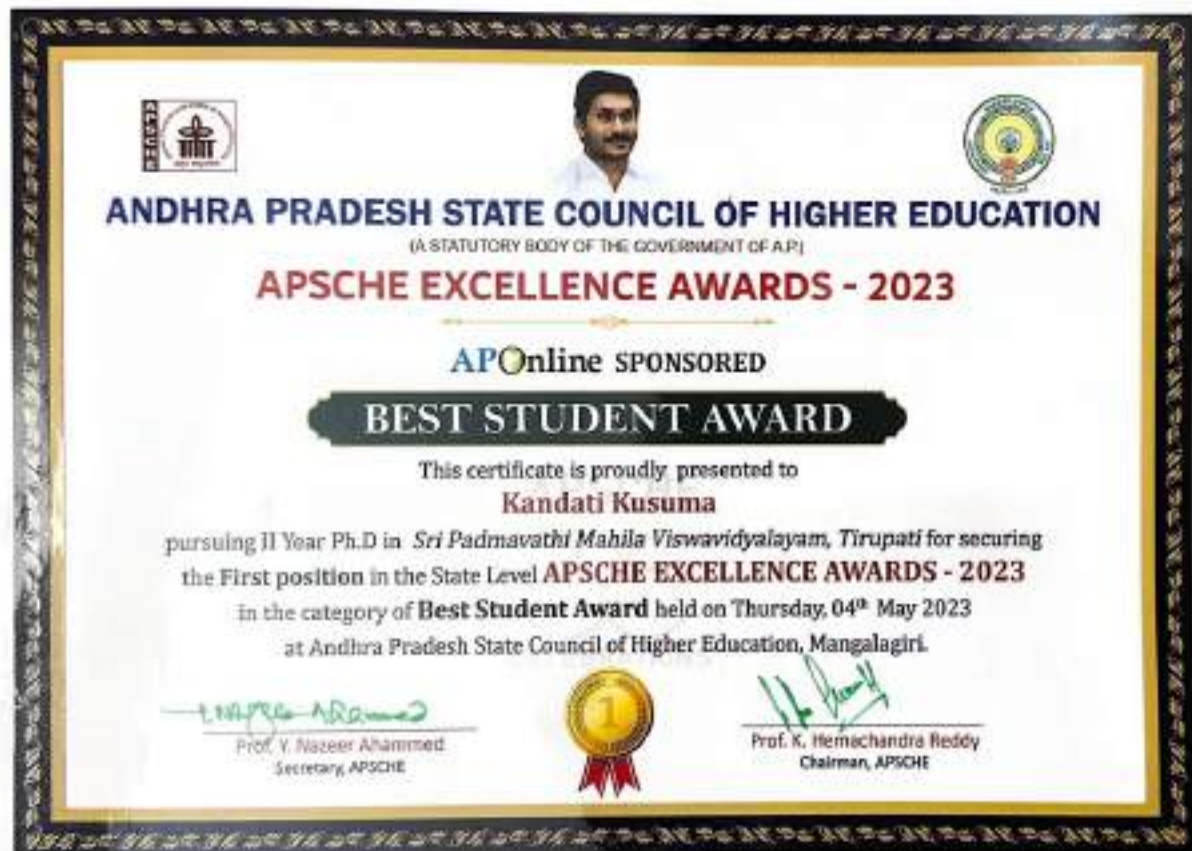 APSCHE
ANDHRA PRADESH STATE COUNCIL OF HIGHER EDUCATION
(A STATUTORY BODY OF THE GOVERNMENT OF A.P.)
APSCHE EXCELLENCE AWARDS - 2023
APOnline SPONSORED
BEST STUDENT AWARD
This certificate is proudly presented to
Kandati Kusuma
pursuing II Year Ph.D in Sri Padmavathi Mahila Viswavidyalayam, Tirupati for securing
the First position in the State Level APSCHE EXCELLENCE AWARDS - 2023
in the category of Best Student Award held on Thursday, 04th May 2023
at Andhra Pradesh State Council of Higher Education, Mangalagiri.
1
Prof. Y. Nazeer Ahammed
Secretary, APSCHE
Prof. K. Hemachandra Reddy
Chairman, APSCHE